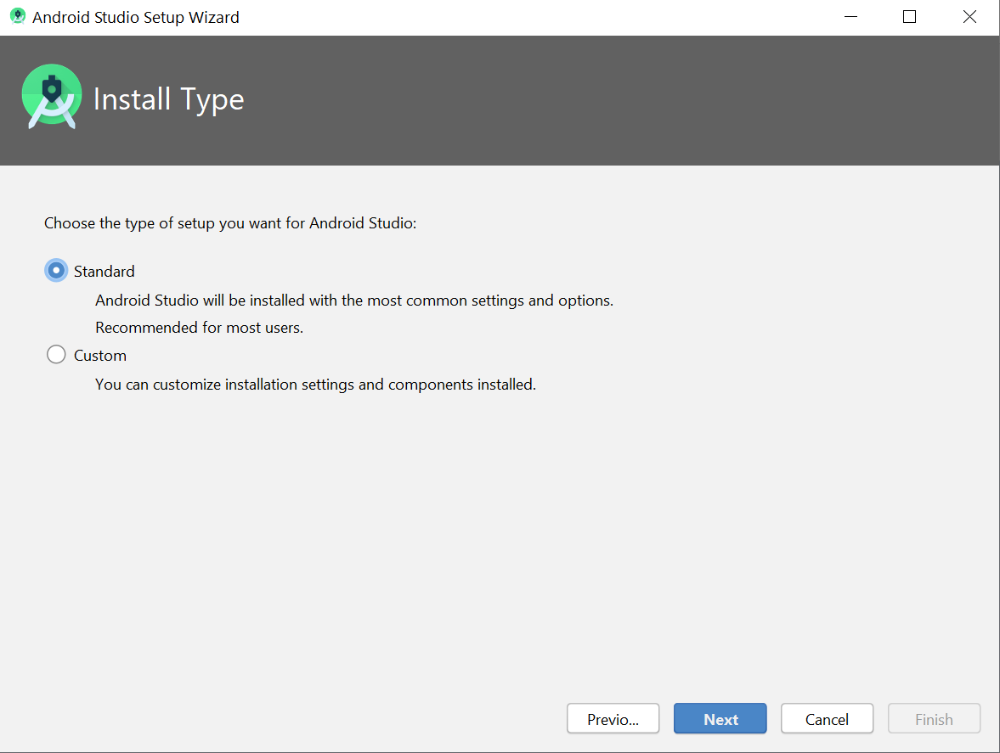 Android Studio Setup Wizard
Install Type
Choose the type of setup you want for Android Studio:
Standard
Android Studio will be installed with the most common settings and options.
Recommended for most users.
Custom
You can customize installation settings and components installed.
Previo... Next Cancel Finish